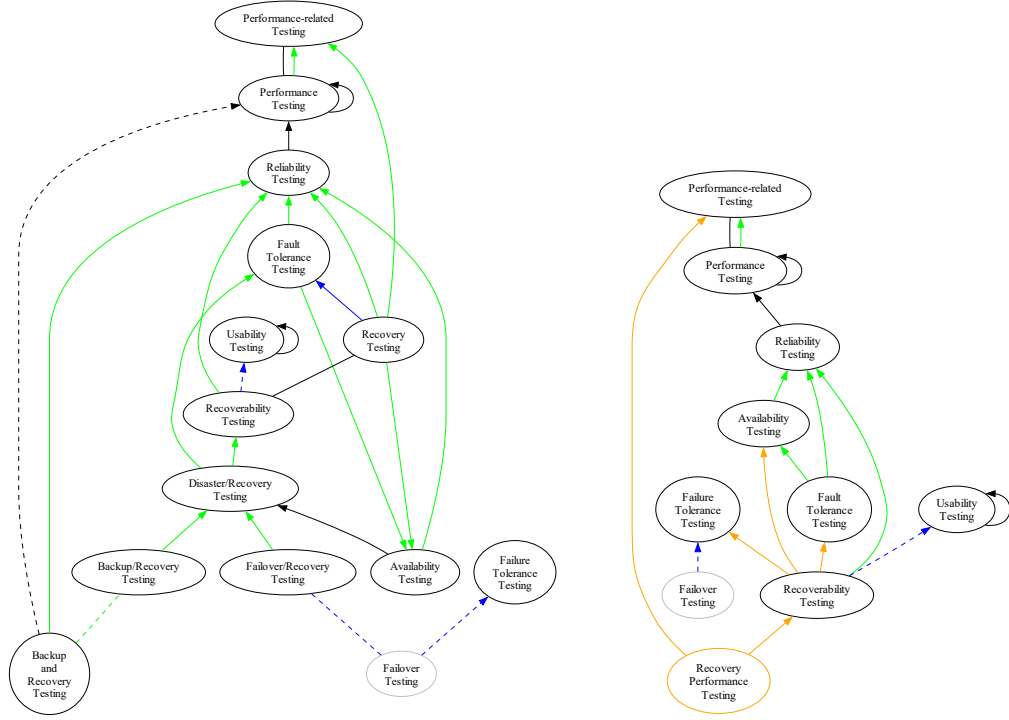 Performance-related
Testing
Performance
Testing
Reliability
Testing
Fault
Tolerance
Testing
Usability
Testing
Recovery
Testing
Recoverability
Testing
Disaster/Recovery
Testing
Backup/Recovery
Testing
Failover/Recovery
Testing
Availability
Testing
Failure
Tolerance
Testing
Backup
and
Recovery
Testing
Failover
Testing
Performance-related
Testing
Performance
Testing
Reliability
Testing
Availability
Testing
Failure
Tolerance
Testing
Fault
Tolerance
Testing
Usability
Testing
Failover
Testing
Recoverability
Testing
Recovery
Performance
Testing